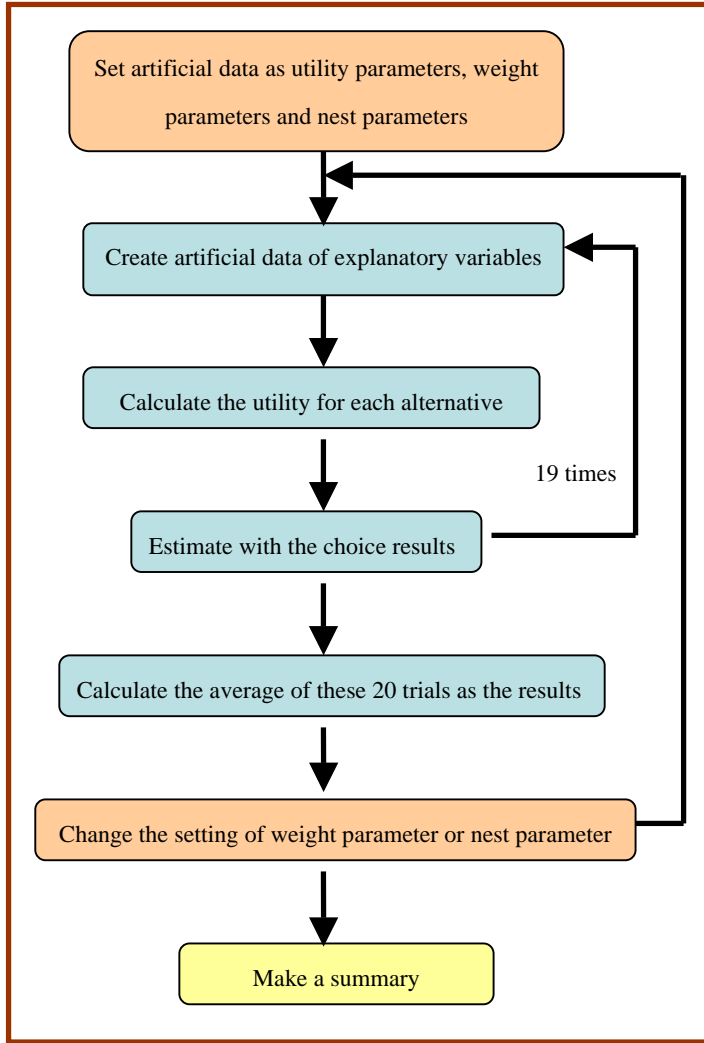 Set artificial data as utility parameters, weight
parameters and nest parameters
Create artificial data of explanatory variables
Calculate the utility for each alternative
19 times
Estimate with the choice results
Calculate the average of these 20 trials as the results
Change the setting of weight parameter or nest parameter
Make a summary